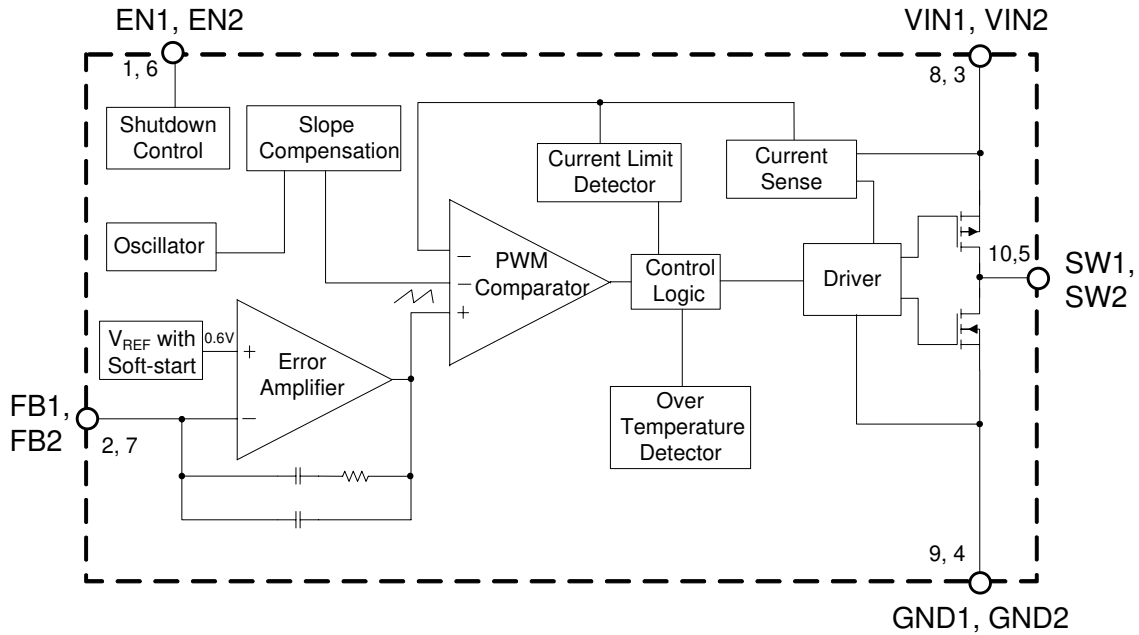 EN1, EN2
VIN1, VIN2
1, 6
8, 3
Shutdown
Control
Slope
Compensation
Current Limit
Detector
Current
Sense
Oscillator
−
−
+
PWM
Comparator
Control
Logic
Driver
10,5
SW1,
SW2
VREF with
Soft-start
0.6V
+
−
Error
Amplifier
FB1,
FB2
2, 7
Over
Temperature
Detector
9, 4
GND1, GND2